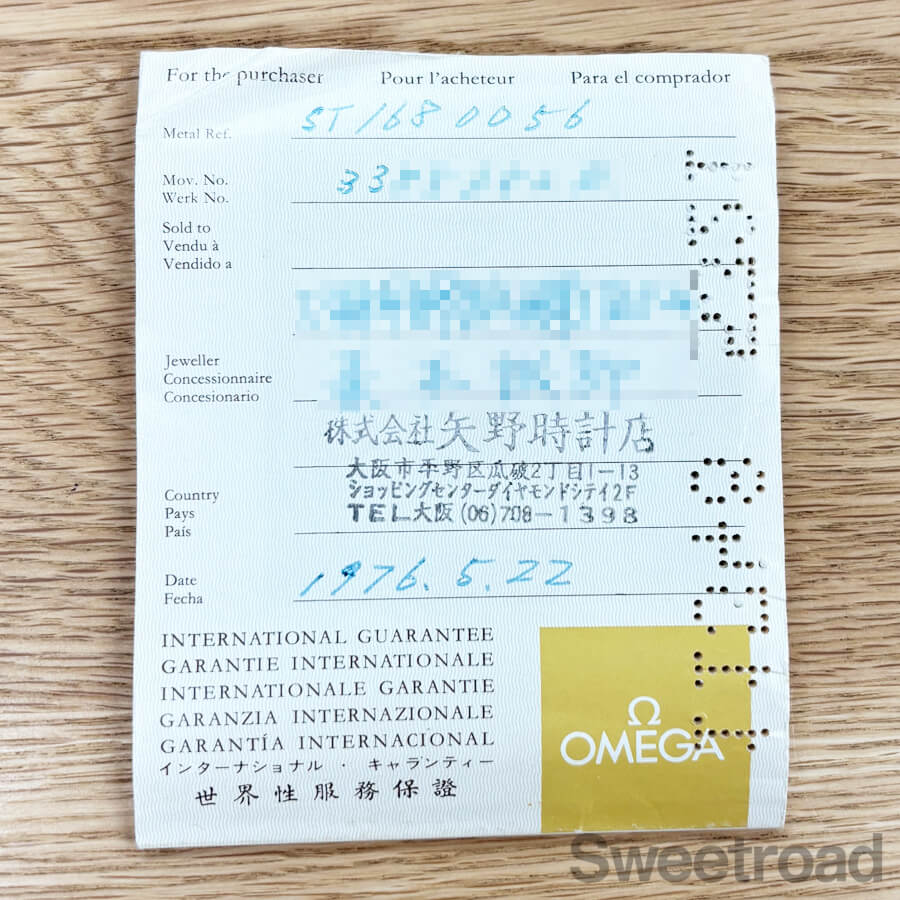 For the purchaser Pour l'acheteur Para el comprador
Metal Ref. ST 168 0056
Mov. No. 33
Werk No.
Sold to
Vendu à
Vendido a
Jeweller
Concessionnaire
Concesionario
株式会社矢野時計店
大阪市平野区瓜破2丁目1-13
ショッピングセンターダイヤモンドシテイ2F
TEL大阪(06)708-1398
Country
Pays
País
Date 1976.5.22
Fecha
INTERNATIONAL GUARANTEE
GARANTIE INTERNATIONALE
INTERNATIONALE GARANTIE
GARANZIA INTERNAZIONALE
GARANTÍA INTERNACIONAL
インターナショナル・ギャランティー
世界性服務保證
Ω
OMEGA
Sweetroad